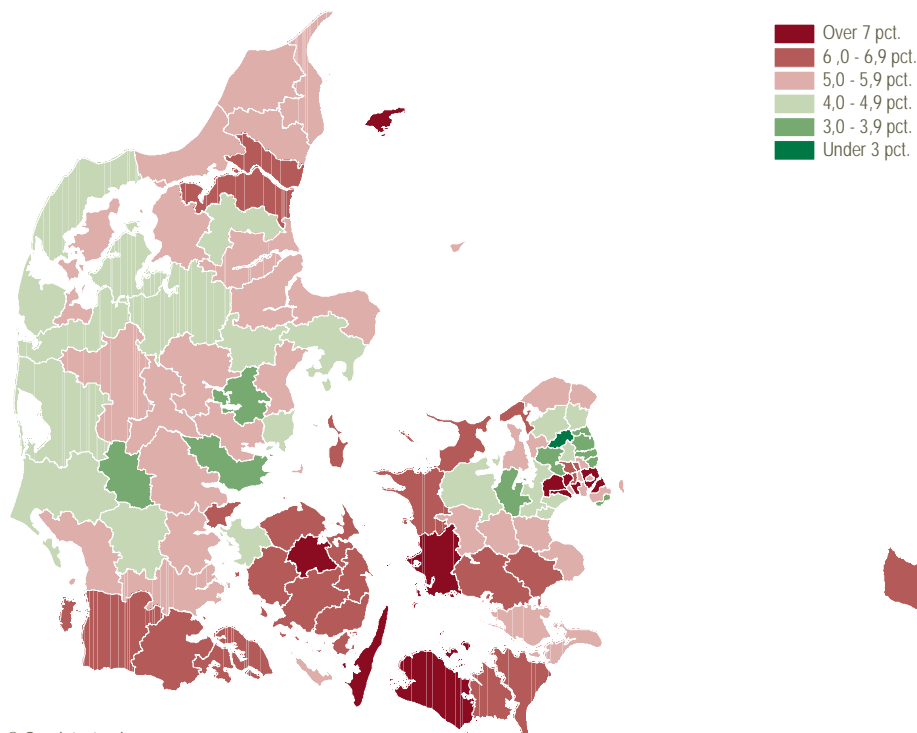 Over 7 pct.
6 ,0 - 6,9 pct.
5,0 - 5,9 pct.
4,0 - 4,9 pct.
3,0 - 3,9 pct.
Under 3 pct.